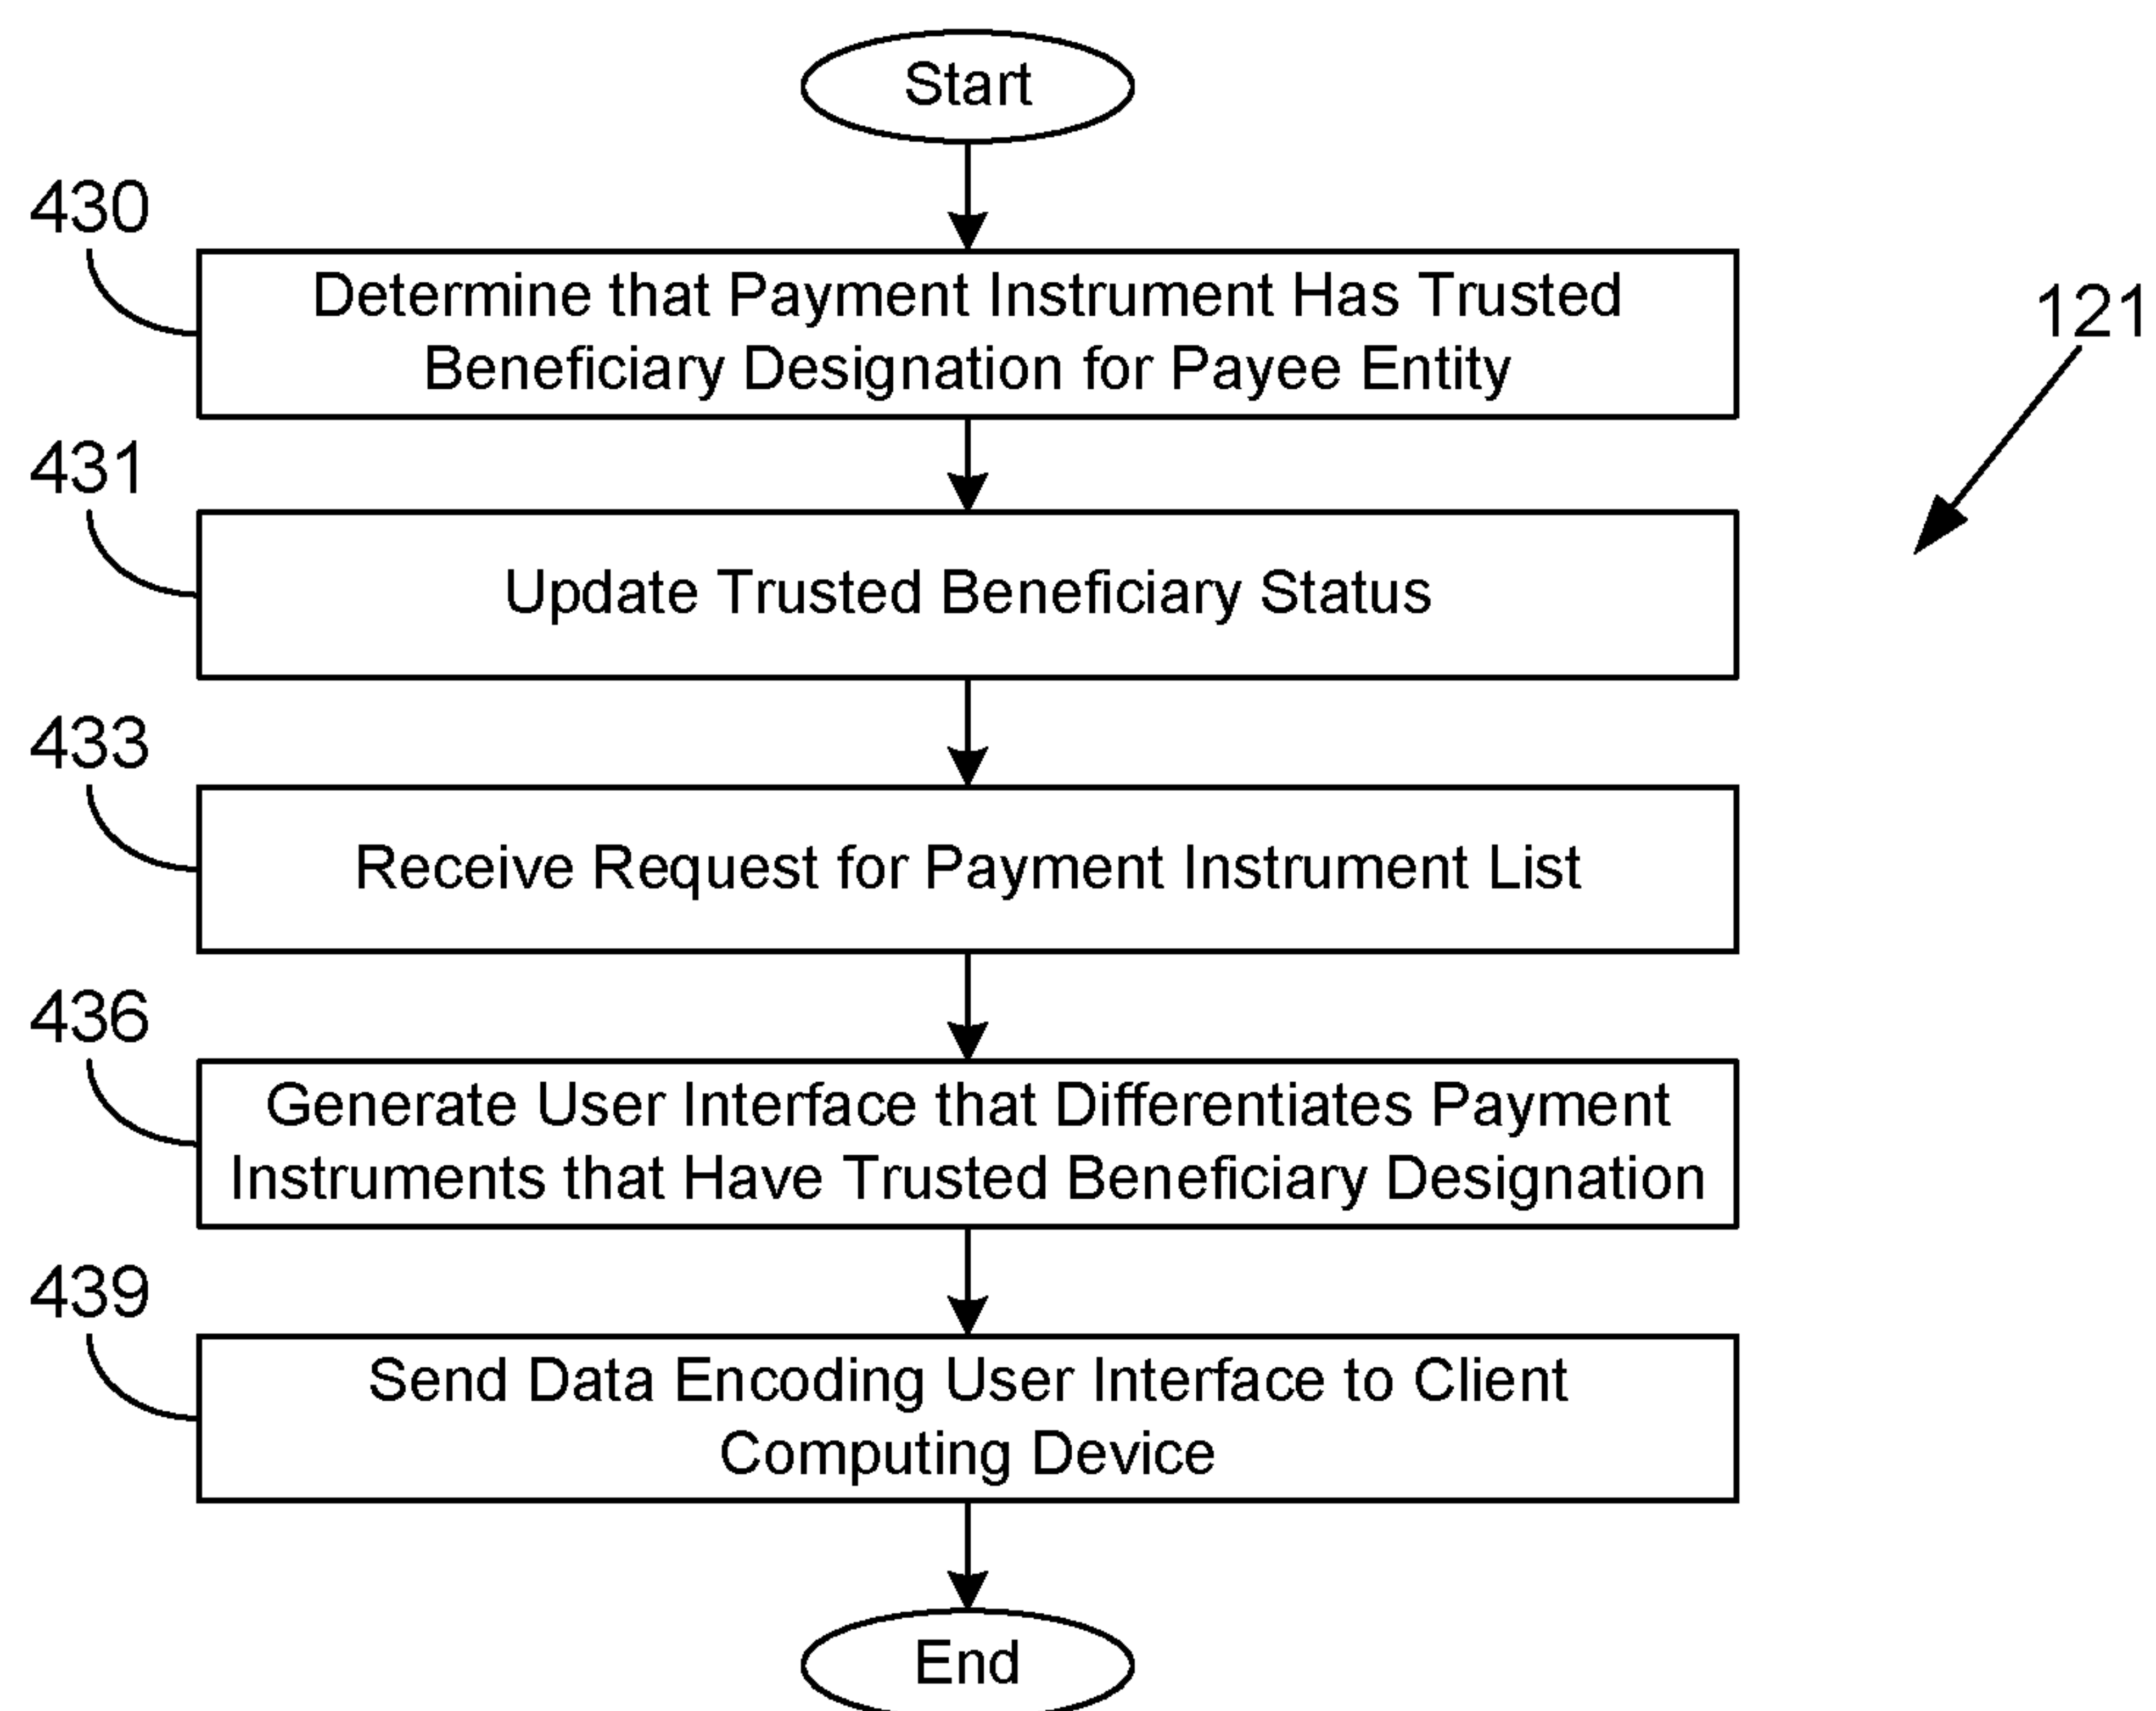 Start
430
Determine that Payment Instrument Has Trusted
Beneficiary Designation for Payee Entity
121
431
Update Trusted Beneficiary Status
433
Receive Request for Payment Instrument List
436
Generate User Interface that Differentiates Payment
Instruments that Have Trusted Beneficiary Designation
439
Send Data Encoding User Interface to Client
Computing Device
End